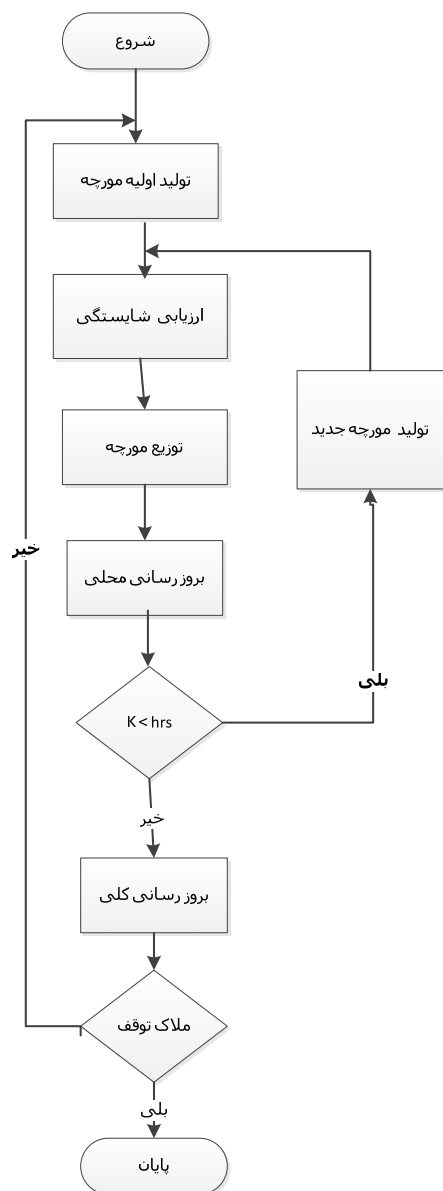 شروع
تولید اولیه مورچه
ارزیابی شایستگی
تولید مورچه جدید
توزیع مورچه
خیر
بروز رسانی محلی
بلی
K < hrs
خیر
بروز رسانی کلی
ملاک توقف
بلی
پایان